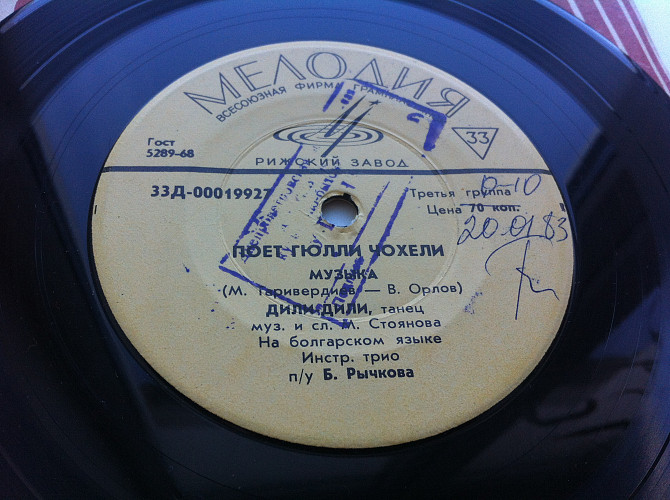 МЕЛОДИЯ
ВСЕСОЮЗНАЯ ФИРМА
33
Гост
5289-68
РИЖСКИЙ ЗАВОД
33Д-00019927
Третья группа
0-10
Цена 70 коп.
20.01.83
ПОЕТ ГЮЛЛИ ЧОХЕЛИ
МУЗЫКА
(М. Таривердиев — В. Орлов)
ДИЛИ-ДИЛИ, танец
муз. и сл. Стоянова
На болгарском языке
Инстр. трио
п/у Б. Рычкова